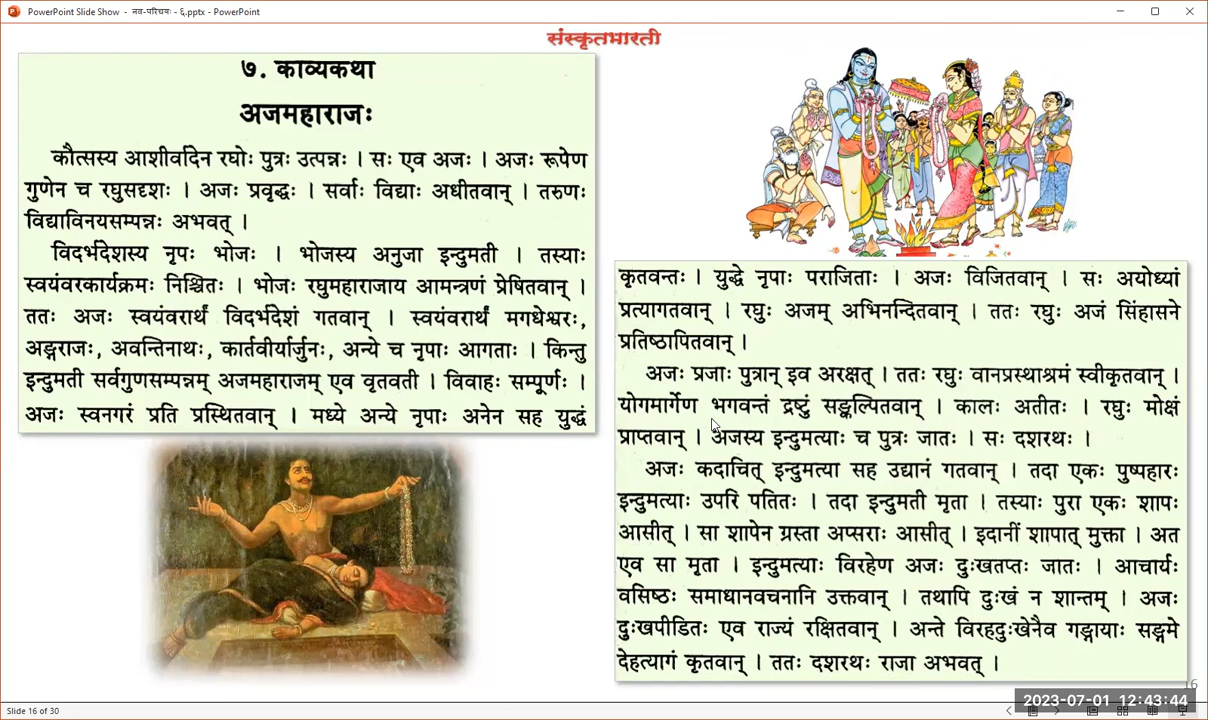 PowerPoint Slide Show - नव-परिचयः - ६.pptx - PowerPoint
संस्कृतभारती
७. काव्यकथा
अजमहाराजः
कौत्सस्य आशीर्वादेन रघोः पुत्रः उत्पन्नः । सः एव अजः । अजः रूपेण
गुणेन च रघुसदृशः । अजः प्रवृद्धः । सर्वाः विद्याः अधीतवान् । तरुणः
विद्याविनयसम्पन्नः अभवत् ।
विदर्भदेशस्य नृपः भोजः । भोजस्य अनुजा इन्दुमती । तस्याः
स्वयंवरकार्यक्रमः निश्चितः । भोजः रघुमहाराजाय आमन्त्रणं प्रेषितवान् ।
ततः अजः स्वयंवरार्थं विदर्भदेशं गतवान् । स्वयंवरार्थं मगधेश्वरः,
अङ्गराजः, अवन्तिनाथः, कार्तवीर्यार्जुनः, अन्ये च नृपाः आगताः । किन्तु
इन्दुमती सर्वगुणसम्पन्नम् अजमहाराजम् एव वृतवती । विवाहः सम्पूर्णः ।
अजः स्वनगरं प्रति प्रस्थितवान् । मध्ये अन्ये नृपाः अनेन सह युद्धं
कृतवन्तः । युद्धे नृपाः पराजिताः । अजः विजितवान् । सः अयोध्यां
प्रत्यागतवान् । रघुः अजम् अभिनन्दितवान् । ततः रघुः अजं सिंहासने
प्रतिष्ठापितवान् ।
अजः प्रजाः पुत्रान् इव अरक्षत् । ततः रघुः वानप्रस्थाश्रमं स्वीकृतवान् ।
योगमार्गेण भगवन्तं द्रष्टुं सङ्कल्पितवान् । कालः अतीतः । रघुः मोक्षं
प्राप्तवान् । अजस्य इन्दुमत्याः च पुत्रः जातः । सः दशरथः ।
अजः कदाचित् इन्दुमत्या सह उद्यानं गतवान् । तदा एकः पुष्पहारः
इन्दुमत्याः उपरि पतितः । तदा इन्दुमती मृता । तस्याः पुरा एकः शापः
आसीत् । सा शापेन ग्रस्ता अप्सराः आसीत् । इदानीं शापात् मुक्ता । अत
एव सा मृता । इन्दुमत्याः विरहेण अजः दुःखतप्तः जातः । आचार्यः
वसिष्ठः समाधानवचनानि उक्तवान् । तथापि दुःखं न शान्तम् । अजः
दुःखपीडितः एव राज्यं रक्षितवान् । अन्ते विरहदुःखेनैव गङ्गायाः सङ्गमे
देहत्यागं कृतवान् । ततः दशरथः राजा अभवत् ।
16
2023-07-01 12:43:44
Slide 16 of 30